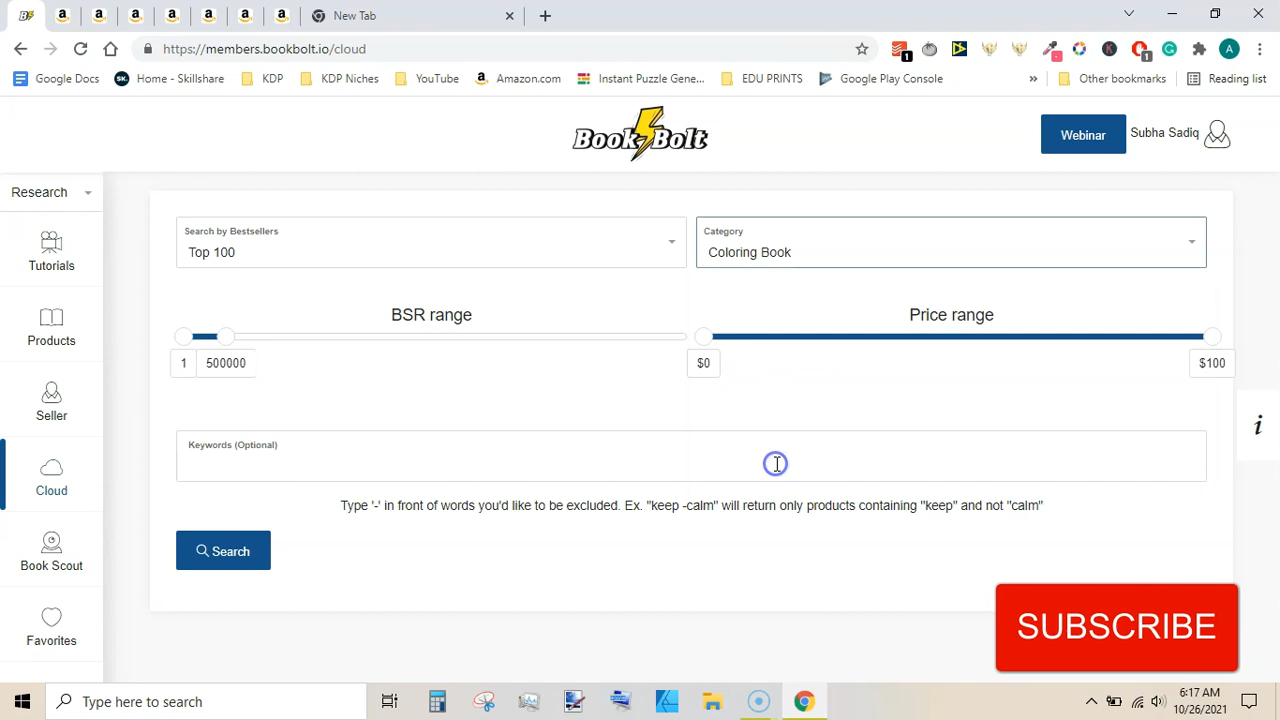 New Tab
https://members.bookbolt.io/cloud
Google Docs
SK.
Home - Skillshare
KDP
KDP Niches
YouTube
Amazon.com
Instant Puzzle Gene...
EDU PRINTS
Google Play Console
»
Other bookmarks
Reading list
Book Bolt
Webinar
Subha Sadiq
Research
Tutorials
Products
Seller
Cloud
Book Scout
Favorites
Search by Bestsellers
Top 100
Category
Coloring Book
BSR range
Price range
1
500000
$0
$100
Keywords (Optional)
Type '-' in front of words you'd like to be excluded. Ex. "keep -calm" will return only products containing "keep" and not "calm"
Search
i
SUBSCRIBE
Type here to search
6:17 AM
10/26/2021